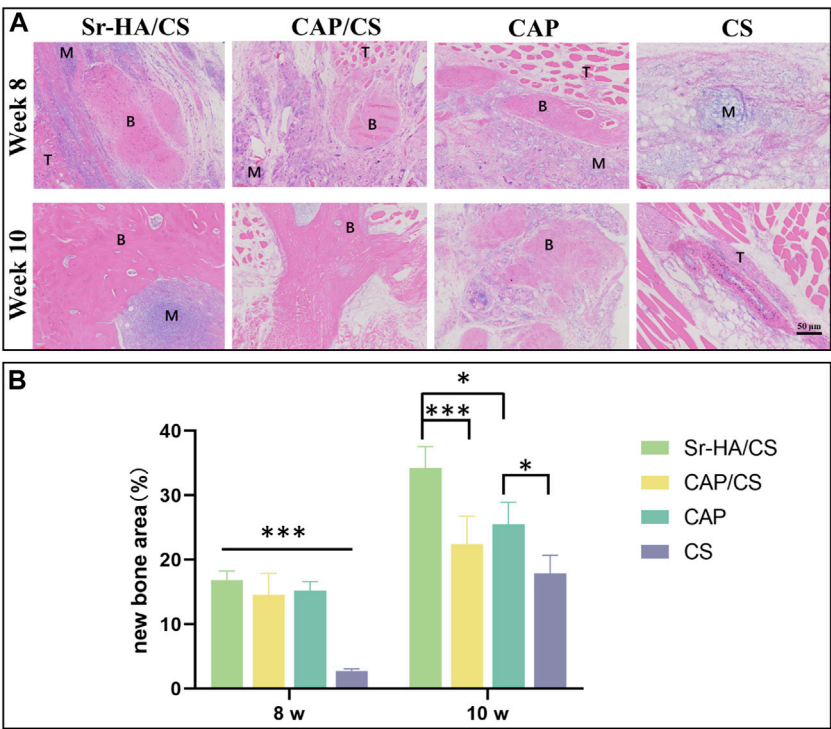 A
Sr-HA/CS CAP/CS CAP CS
Week 8
M B T
T M B
T B M
M
Week 10
B M
B
B
T
50 μm
B
*
***
*
***
new bone area(%)
40
30
20
10
0
8 w 10 w
Sr-HA/CS
CAP/CS
CAP
CS